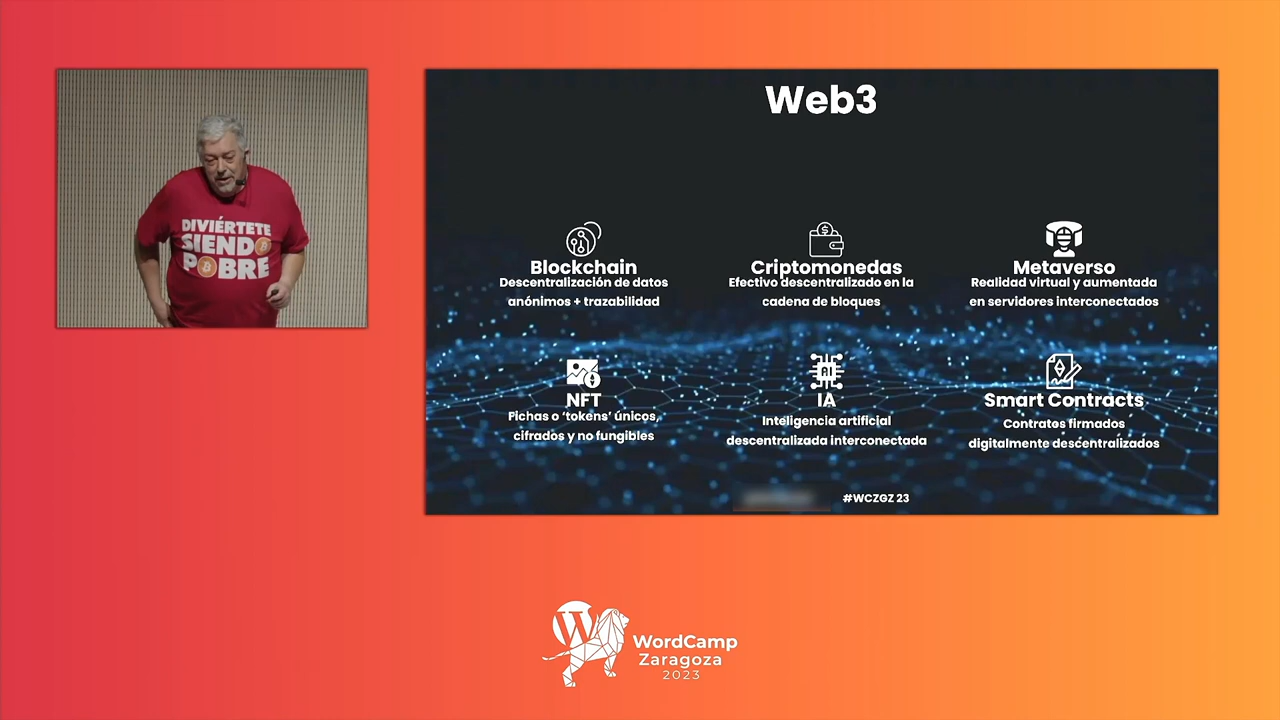 DIVIÉRTETE
SIENDO
POBRE
Web3
Blockchain
Descentralización de datos
anónimos + trazabilidad
Criptomonedas
Efectivo descentralizado en la
cadena de bloques
Metaverso
Realidad virtual y aumentada
en servidores interconectados
NFT
Fichas o ‘tokens’ únicos,
cifrados y no fungibles
AI
IA
Inteligencia artificial
descentralizada interconectada
Smart Contracts
Contratos firmados
digitalmente descentralizados
#WCZGZ 23
WordCamp
Zaragoza
2023